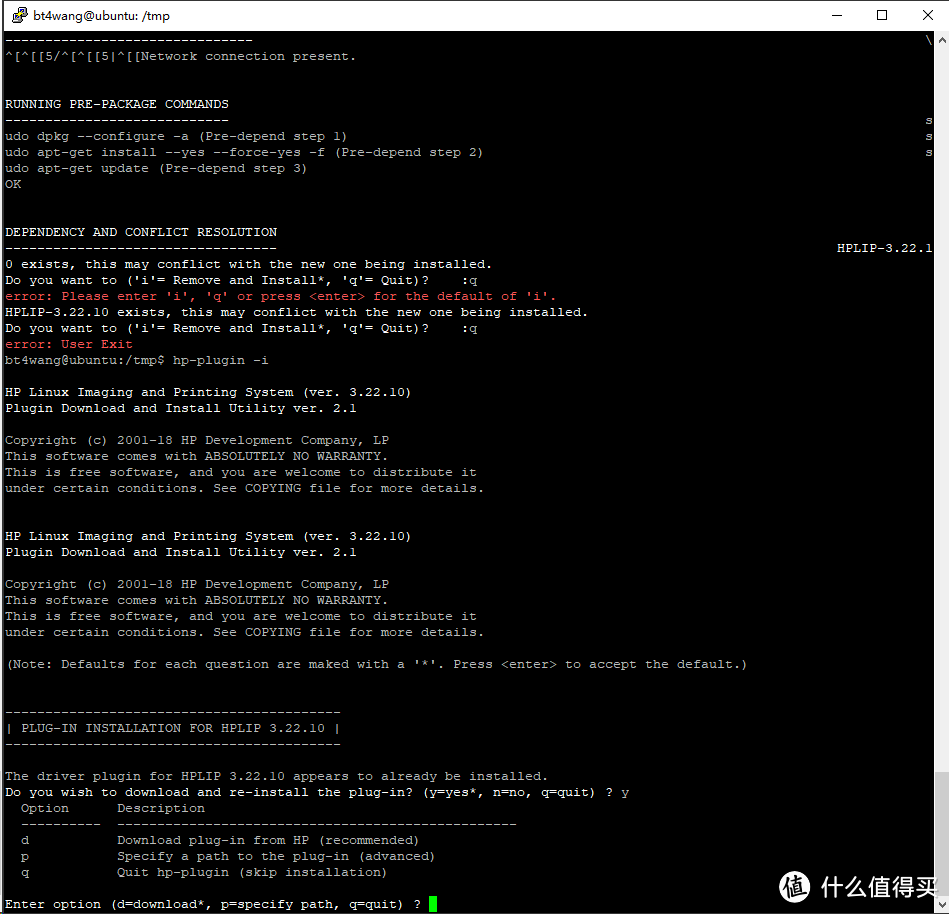 bt4wang@ubuntu: /tmp
------------------------------- \
^[^[[5/^[^[[5|^[[Network connection present.
RUNNING PRE-PACKAGE COMMANDS
---------------------------- s
udo dpkg --configure -a (Pre-depend step 1) s
udo apt-get install --yes --force-yes -f (Pre-depend step 2) s
udo apt-get update (Pre-depend step 3)
OK
DEPENDENCY AND CONFLICT RESOLUTION
---------------------------------- HPLIP-3.22.1
0 exists, this may conflict with the new one being installed.
Do you want to ('i'= Remove and Install*, 'q'= Quit)?    :q
error: Please enter 'i', 'q' or press <enter> for the default of 'i'.
HPLIP-3.22.10 exists, this may conflict with the new one being installed.
Do you want to ('i'= Remove and Install*, 'q'= Quit)?    :q
error: User Exit
bt4wang@ubuntu:/tmp$ hp-plugin -i
HP Linux Imaging and Printing System (ver. 3.22.10)
Plugin Download and Install Utility ver. 2.1
Copyright (c) 2001-18 HP Development Company, LP
This software comes with ABSOLUTELY NO WARRANTY.
This is free software, and you are welcome to distribute it
under certain conditions. See COPYING file for more details.
HP Linux Imaging and Printing System (ver. 3.22.10)
Plugin Download and Install Utility ver. 2.1
Copyright (c) 2001-18 HP Development Company, LP
This software comes with ABSOLUTELY NO WARRANTY.
This is free software, and you are welcome to distribute it
under certain conditions. See COPYING file for more details.
(Note: Defaults for each question are maked with a '*'. Press <enter> to accept the default.)
------------------------------------------
| PLUG-IN INSTALLATION FOR HPLIP 3.22.10 |
------------------------------------------
The driver plugin for HPLIP 3.22.10 appears to already be installed.
Do you wish to download and re-install the plug-in? (y=yes*, n=no, q=quit) ? y
Option      Description
----------  --------------------------------------------------
d           Download plug-in from HP (recommended)
p           Specify a path to the plug-in (advanced)
q           Quit hp-plugin (skip installation)
Enter option (d=download*, p=specify path, q=quit) ?
值 什么值得买